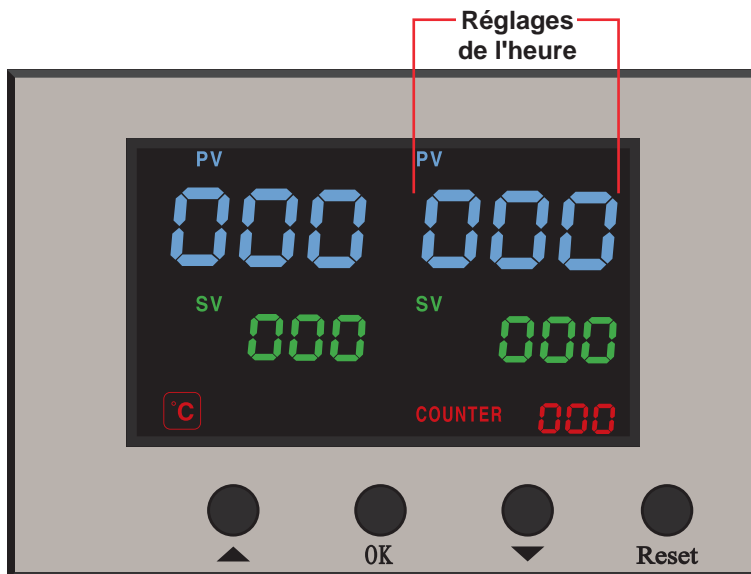 Réglages
de l'heure
PV PV
000 000
SV SV
000 000
°C COUNTER 000
OK Reset